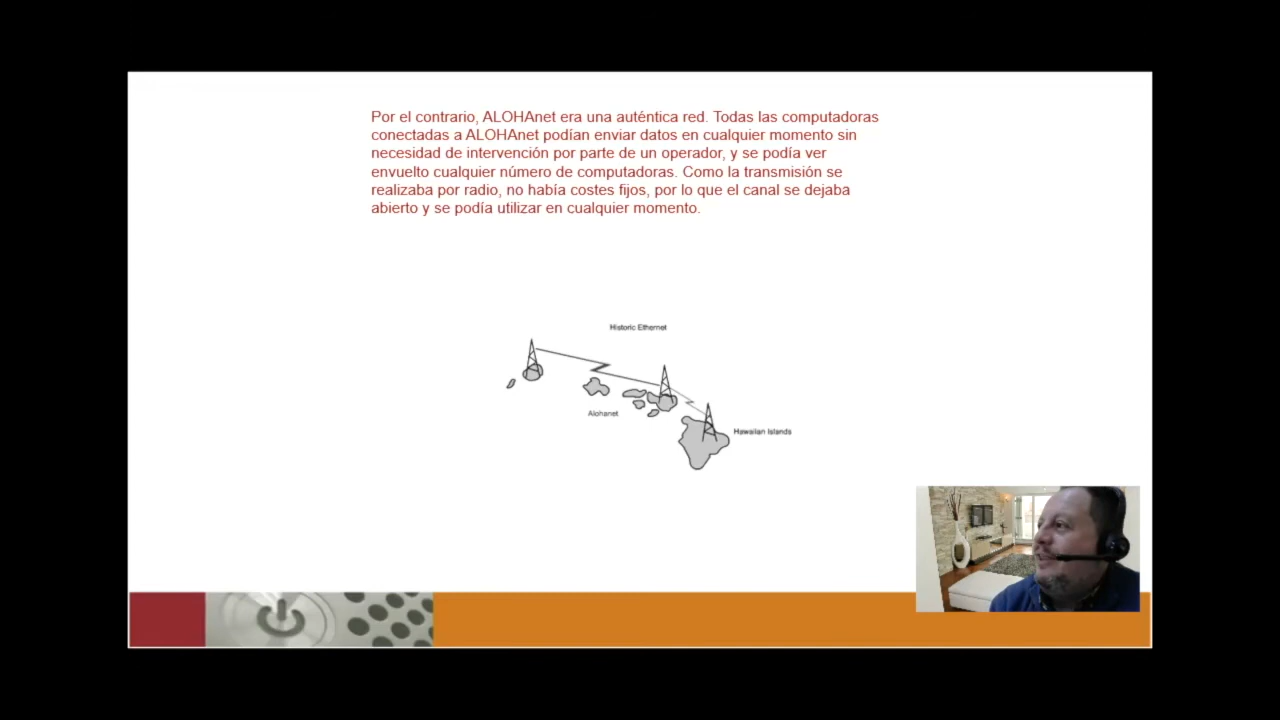 Por el contrario, ALOHAnet era una auténtica red. Todas las computadoras
conectadas a ALOHAnet podían enviar datos en cualquier momento sin
necesidad de intervención por parte de un operador, y se podía ver
envuelto cualquier número de computadoras. Como la transmisión se
realizaba por radio, no había costes fijos, por lo que el canal se dejaba
abierto y se podía utilizar en cualquier momento.
Historic Ethernet
Alohanet
Hawaiian Islands